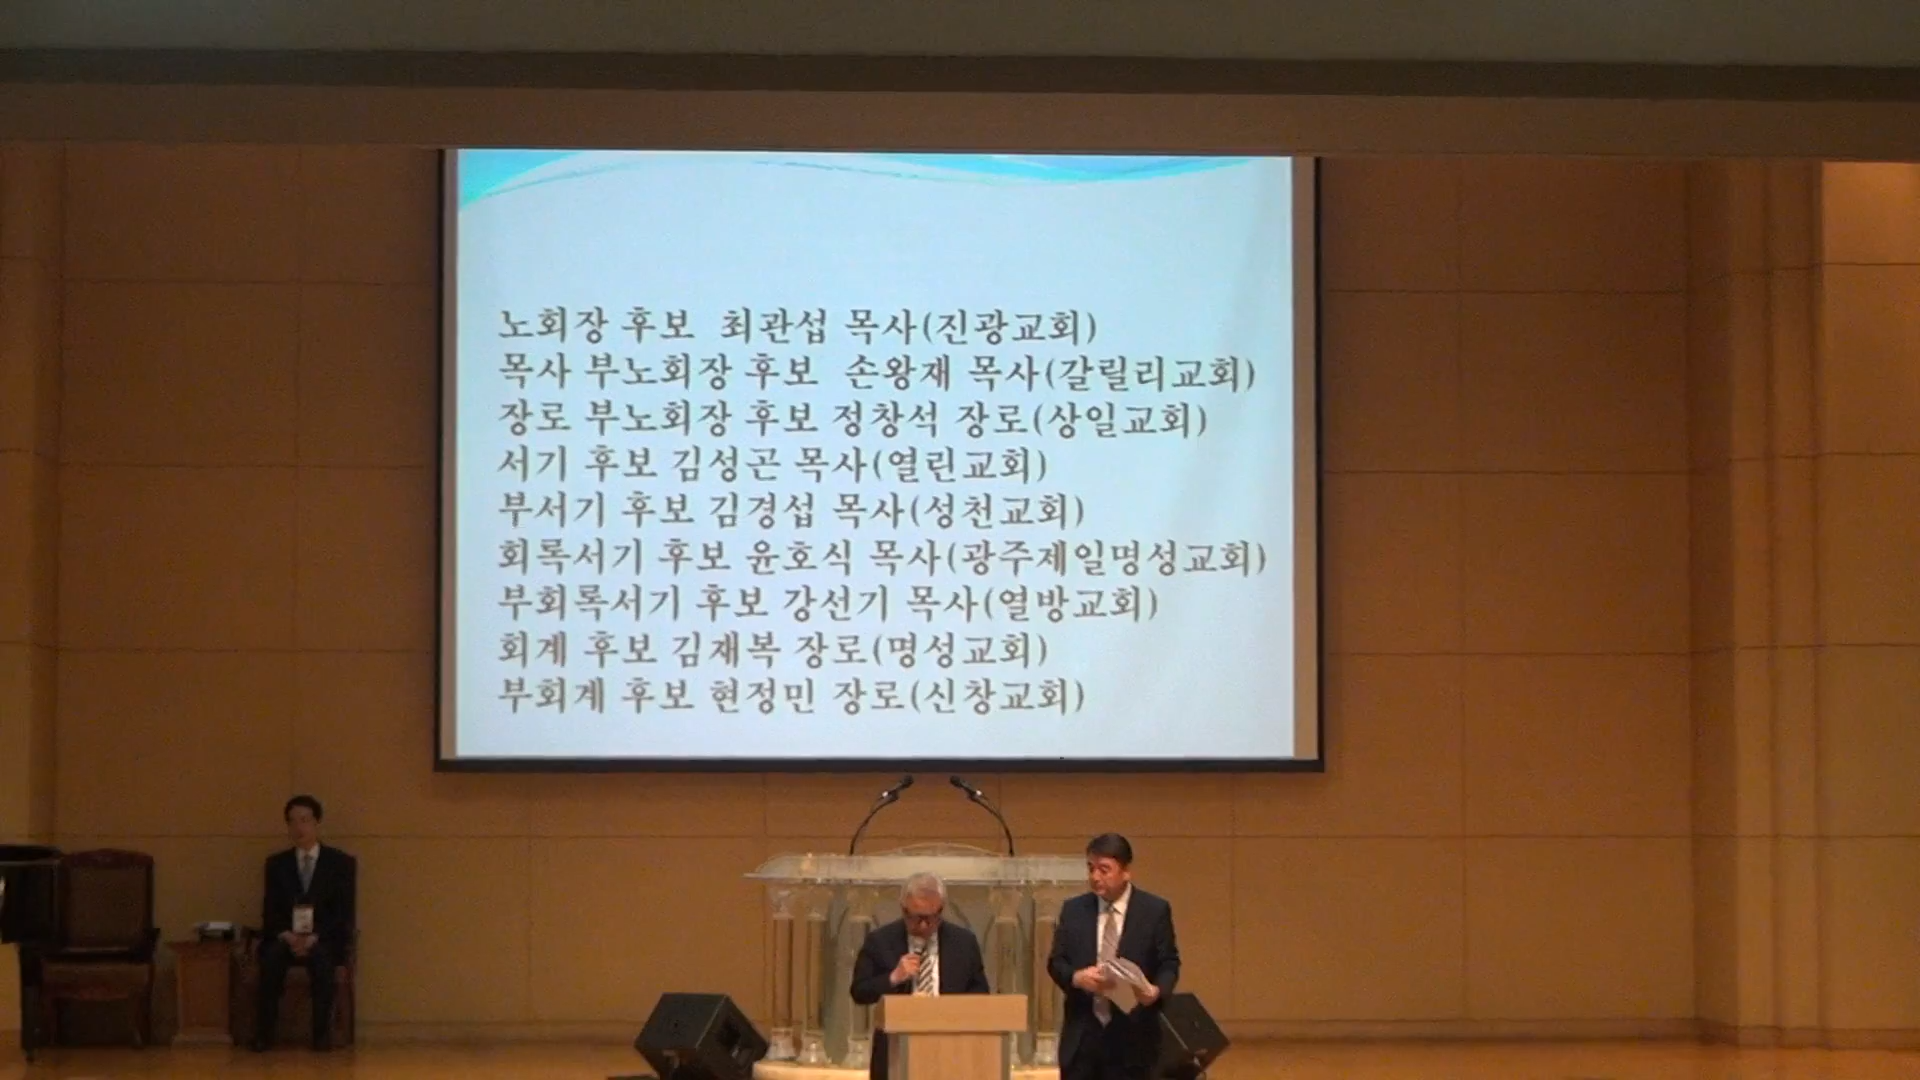 노회장 후보 최관섭 목사(진광교회)
목사 부노회장 후보 손왕재 목사(갈릴리교회)
장로 부노회장 후보 정창석 장로(상일교회)
서기 후보 김성곤 목사(열린교회)
부서기 후보 김경섭 목사(성천교회)
회록서기 후보 윤호식 목사(광주제일명성교회)
부회록서기 후보 강선기 목사(열방교회)
회계 후보 김재복 장로(명성교회)
부회계 후보 현정민 장로(신창교회)